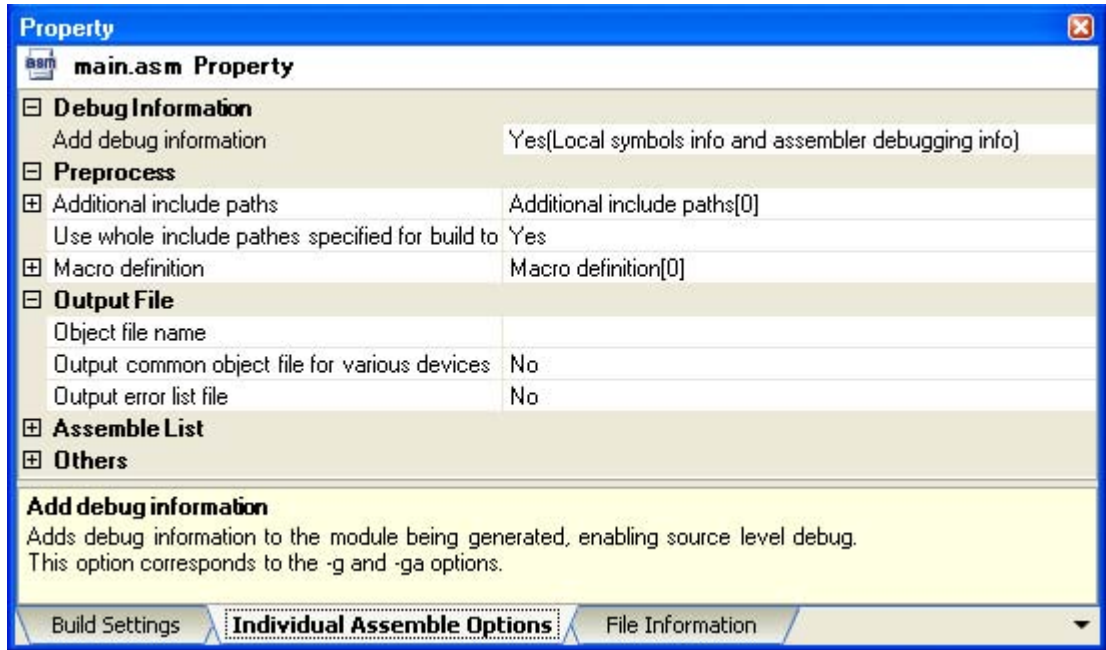 Property
asm main.asm Property
Debug Information
Add debug information Yes(Local symbols info and assembler debugging info)
Preprocess
Additional include paths Additional include paths[0]
Use whole include pathes specified for build to Yes
Macro definition Macro definition[0]
Output File
Object file name
Output common object file for various devices No
Output error list file No
Assemble List
Others
Add debug information
Adds debug information to the module being generated, enabling source level debug.
This option corresponds to the -g and -ga options.
Build Settings Individual Assemble Options File Information